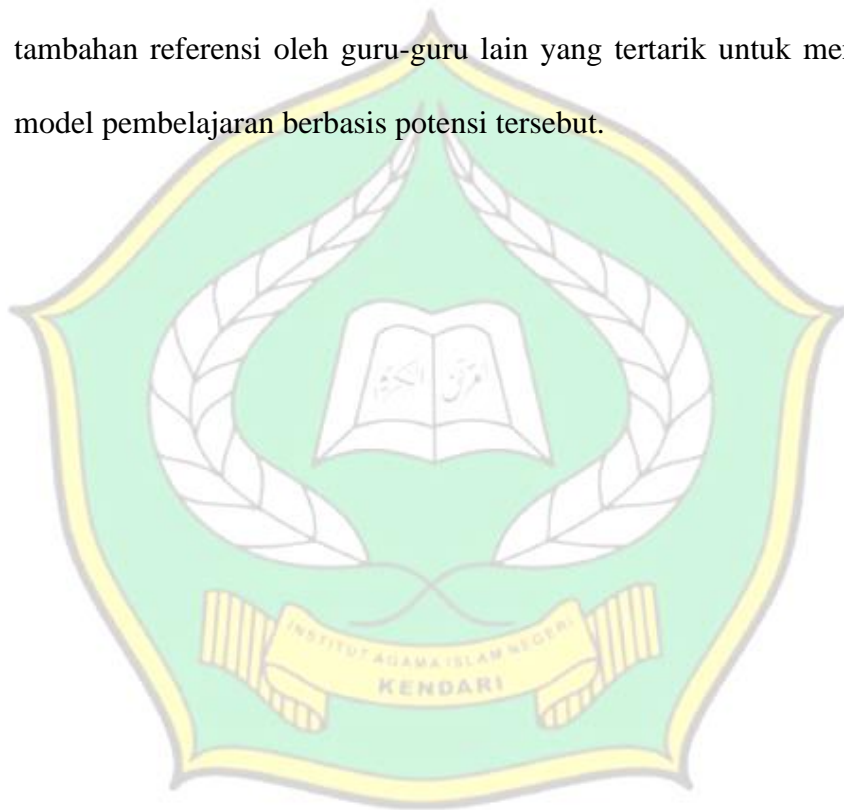 tambahan referensi oleh guru-guru lain yang tertarik untuk me
model pembelajaran berbasis potensi tersebut.
INSTITUT AGAMA ISLAM NEGERI
KENDARI